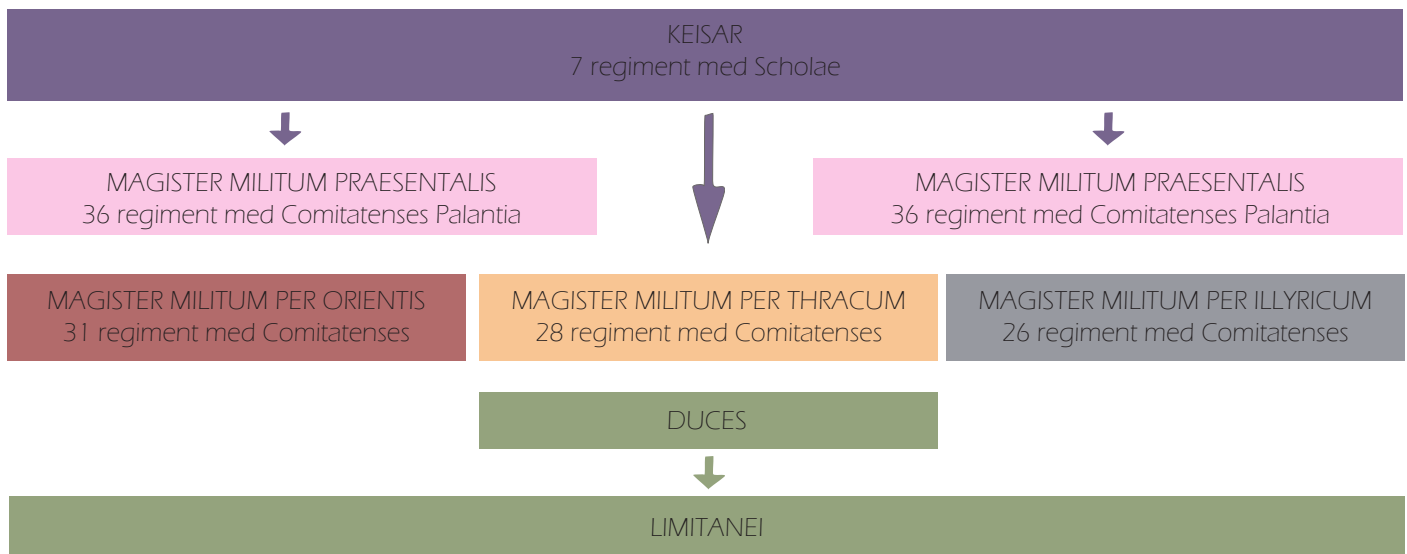 KEISAR
7 regiment med Scholae
MAGISTER MILITUM PRAESENTALIS
36 regiment med Comitatenses Palantia
MAGISTER MILITUM PRAESENTALIS
36 regiment med Comitatenses Palantia
MAGISTER MILITUM PER ORIENTIS
31 regiment med Comitatenses
MAGISTER MILITUM PER THRACUM
28 regiment med Comitatenses
MAGISTER MILITUM PER ILLYRICUM
26 regiment med Comitatenses
DUCES
LIMITANEI